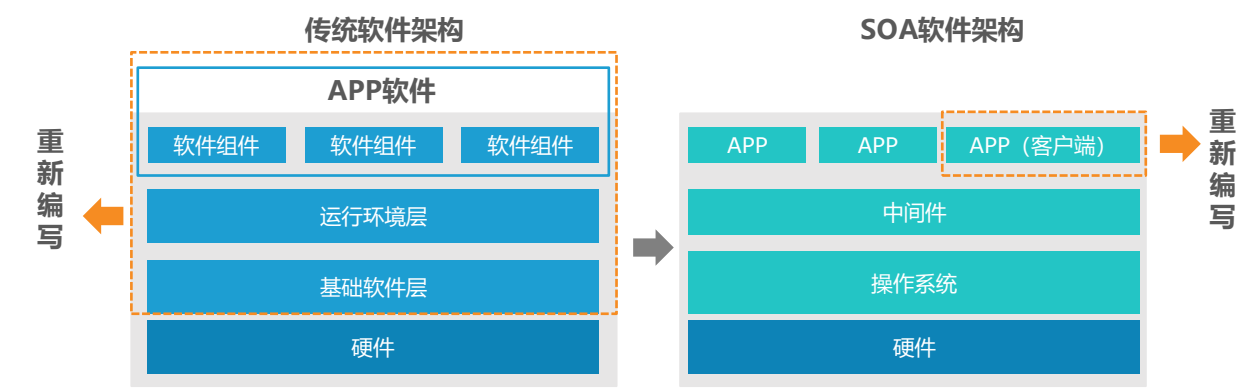 传统软件架构
SOA软件架构
APP软件
软件组件 软件组件 软件组件
运行环境层
基础软件层
硬件
重新编写
APP APP APP（客户端）
中间件
操作系统
硬件
重新编写